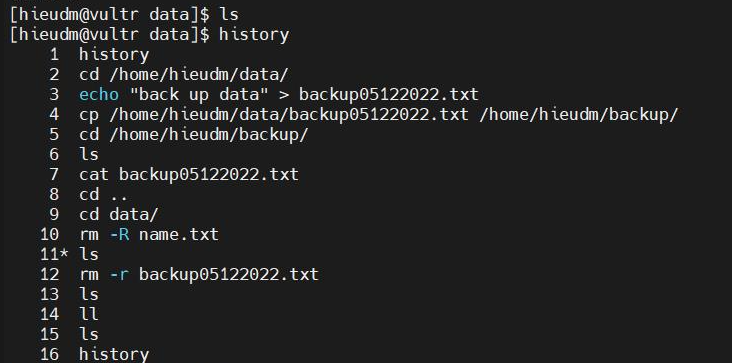 [hieudm@vultr data]$ ls
[hieudm@vultr data]$ history
1 history
2 cd /home/hieudm/data/
3 echo "back up data" > backup05122022.txt
4 cp /home/hieudm/data/backup05122022.txt /home/hieudm/backup/
5 cd /home/hieudm/backup/
6 ls
7 cat backup05122022.txt
8 cd ..
9 cd data/
10 rm -R name.txt
11* ls
12 rm -r backup05122022.txt
13 ls
14 ll
15 ls
16 history